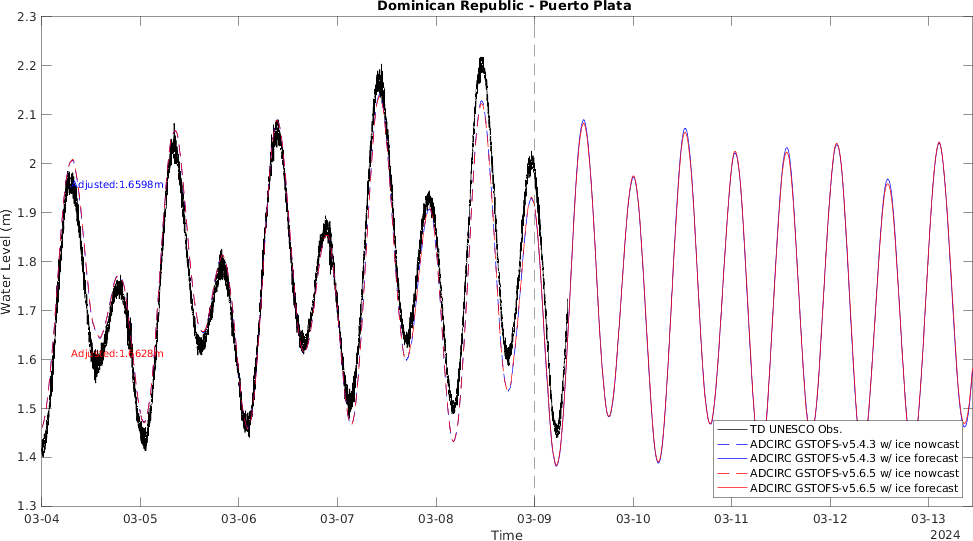 Dominican Republic - Puerto Plata
2.3
2.2
2.1
2
1.9
1.8
1.7
1.6
1.5
1.4
1.3
Water Level (m)
Adjusted:1.6598m
Adjusted:1.6628m
TD UNESCO Obs.
ADCIRC GSTOFS-v5.4.3 w/ ice nowcast
ADCIRC GSTOFS-v5.4.3 w/ ice forecast
ADCIRC GSTOFS-v5.6.5 w/ ice nowcast
ADCIRC GSTOFS-v5.6.5 w/ ice forecast
03-04 03-05 03-06 03-07 03-08 03-09 03-10 03-11 03-12 03-13
Time
2024